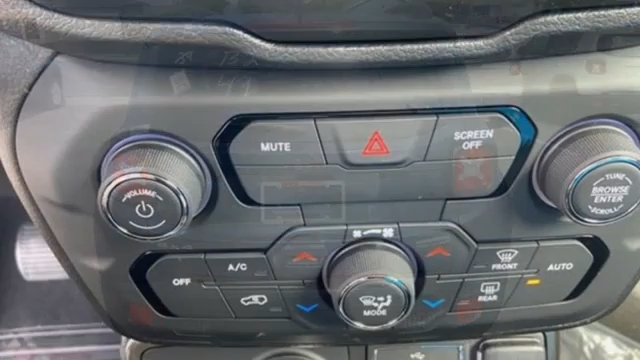 MUTE
SCREEN
OFF
VOLUME
TUNE
BROWSE
ENTER
SCROLL
OFF
A/C
MODE
FRONT
REAR
AUTO